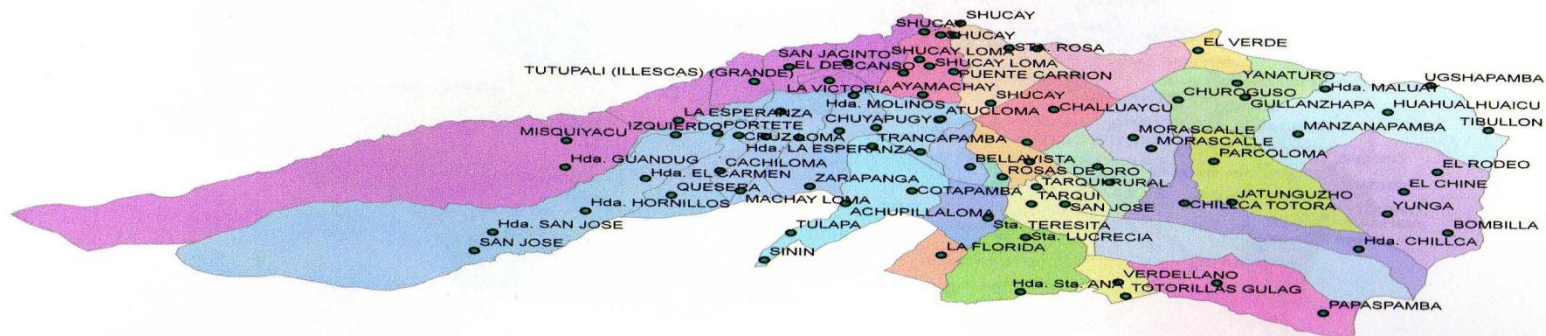 SHUCAY
SHUCAY
SHUCAY
STA. ROSA
EL VERDE
SAN JACINTO
SHUCAY LOMA
EL DESCANSO
SHUCAY LOMA
TUTUPALI (ILLESCAS) (GRANDE)
PUENTE CARRION
YANATURO
UGSHAPAMBA
LA VICTORIA
AYAMACHAY
Hda. MALUAY
CHUROGUSO
GULLANZHAPA
Hda. MOLINOS
SHUCAY
HUAHUALHUAICU
ATUCLOMA
CHALLUAYCU
LA ESPERANZA
CHUYAPUGY
TIBULLON
IZQUIERDO
PORTETE
MISQUIYACU
CRUZ LOMA
TRANCAPAMBA
MORASCALLE
MANZANAPAMBA
Hda. LA ESPERANZA
MORASCALLE
PARCOLOMA
Hda. GUANDUG
CACHILOMA
BELLAVISTA
EL RODEO
Hda. EL CARMEN
ROSAS DE ORO
ZARAPANGA
TARQUI RURAL
EL CHINE
QUESERA
COTAPAMBA
MACHAY LOMA
TARQUI
JATUNGUZHO
Hda. HORNILLOS
SAN JOSE
CHILLCA TOTORA
YUNGA
ACHUPILLALOMA
Hda. SAN JOSE
TULAPA
Sta. TERESITA
BOMBILLA
SAN JOSE
Sta. LUCRECIA
LA FLORIDA
Hda. CHILLCA
SININ
VERDELLANO
Hda. Sta. ANA
TOTORILLAS GULAG
PAPASPAMBA